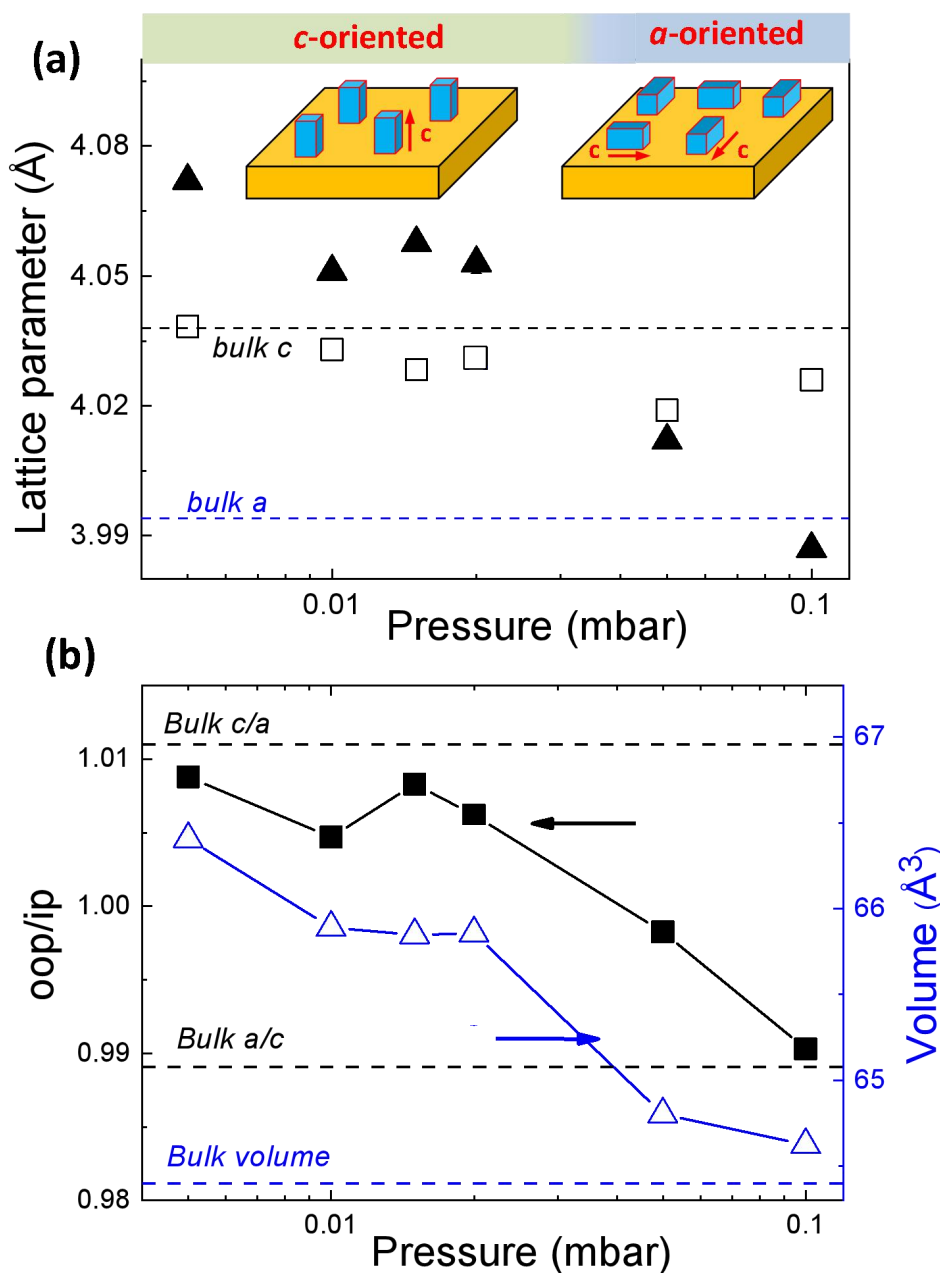 c-oriented a-oriented
(a)
c
c c
4.08
4.05
4.02
3.99
Lattice parameter (Å)
bulk c
bulk a
0.01 0.1
Pressure (mbar)
(b)
Bulk c/a
Bulk a/c
Bulk volume
1.01
1.00
0.99
0.98
oop/ip
67
66
65
Volume (Å³)
0.01 0.1
Pressure (mbar)